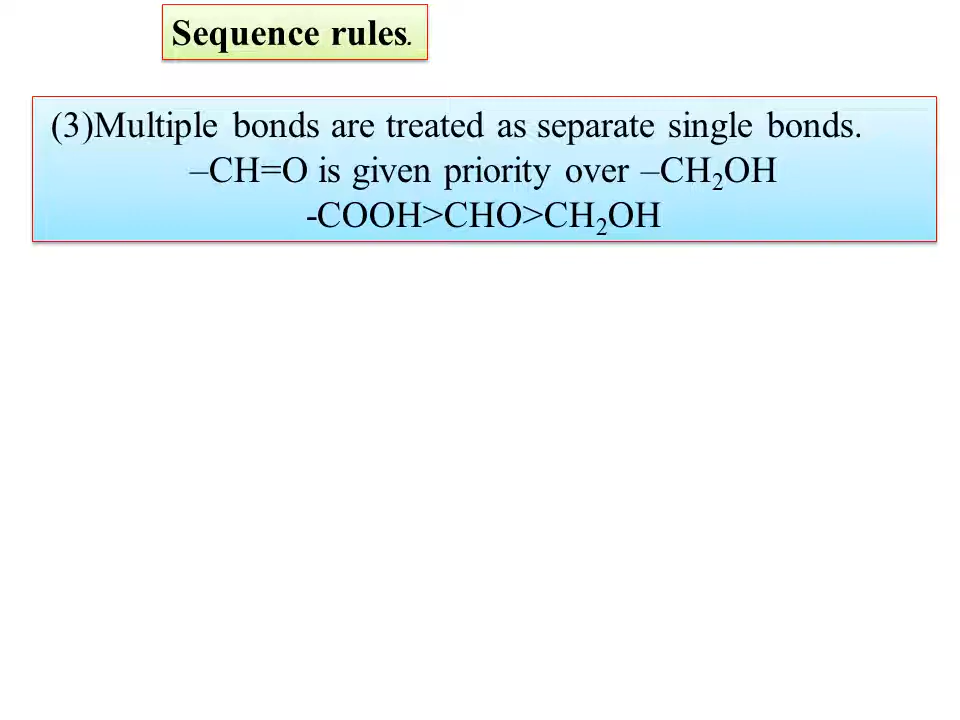 Sequence rules.
(3)Multiple bonds are treated as separate single bonds.
–CH=O is given priority over –CH₂OH
-COOH>CHO>CH₂OH